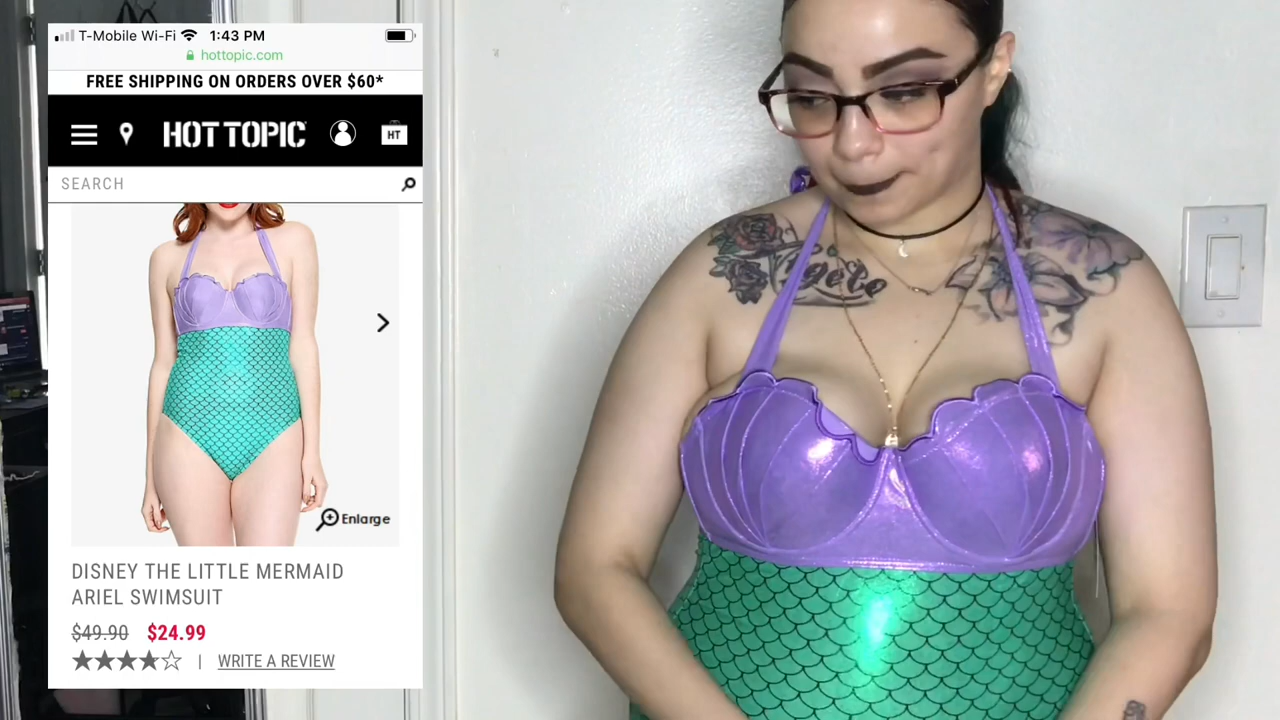 T-Mobile Wi-Fi 1:43 PM
hottopic.com
FREE SHIPPING ON ORDERS OVER $60*
HOT TOPIC HT
SEARCH
Enlarge
DISNEY THE LITTLE MERMAID
ARIEL SWIMSUIT
$49.90 $24.99
| WRITE A REVIEW